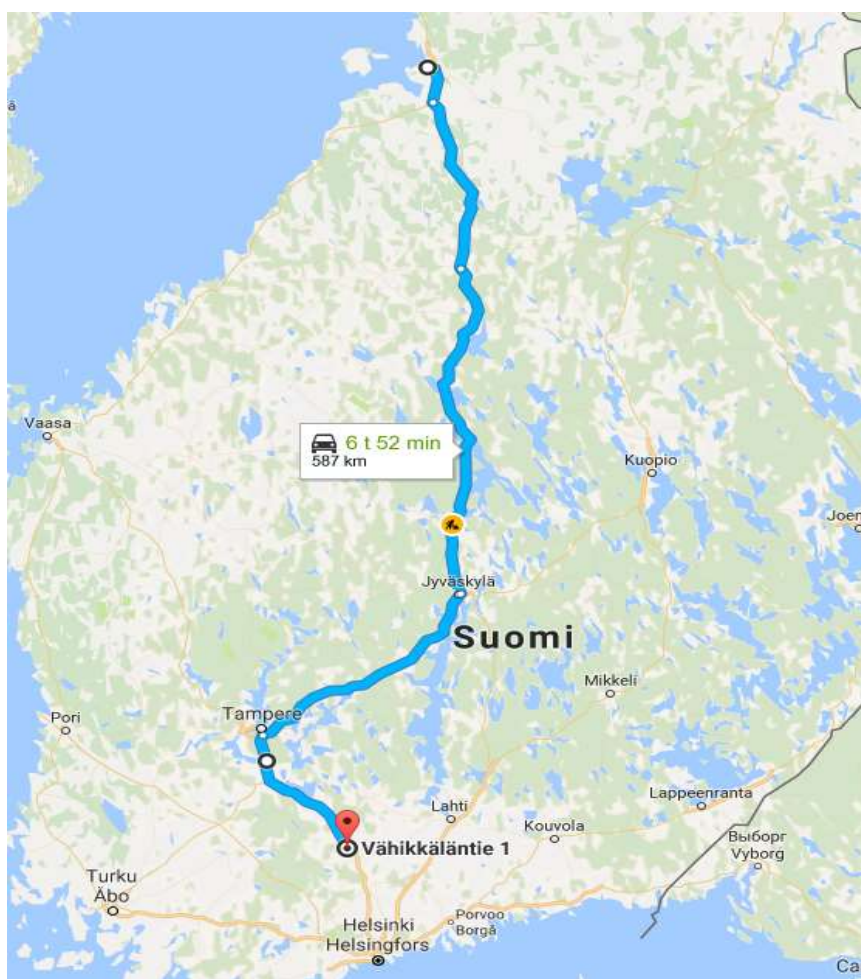 å
Vaasa
6 t 52 min
587 km
Kuopio
Joen
Jyväskylä
Suomi
Mikkeli
Tampere
Pori
Lappeenranta
Lahti
Kouvola
Vähikkäläntie 1
Выборг
Vyborg
Turku
Åbo
Helsinki
Helsingfors
Porvoo
Borgå
Ca